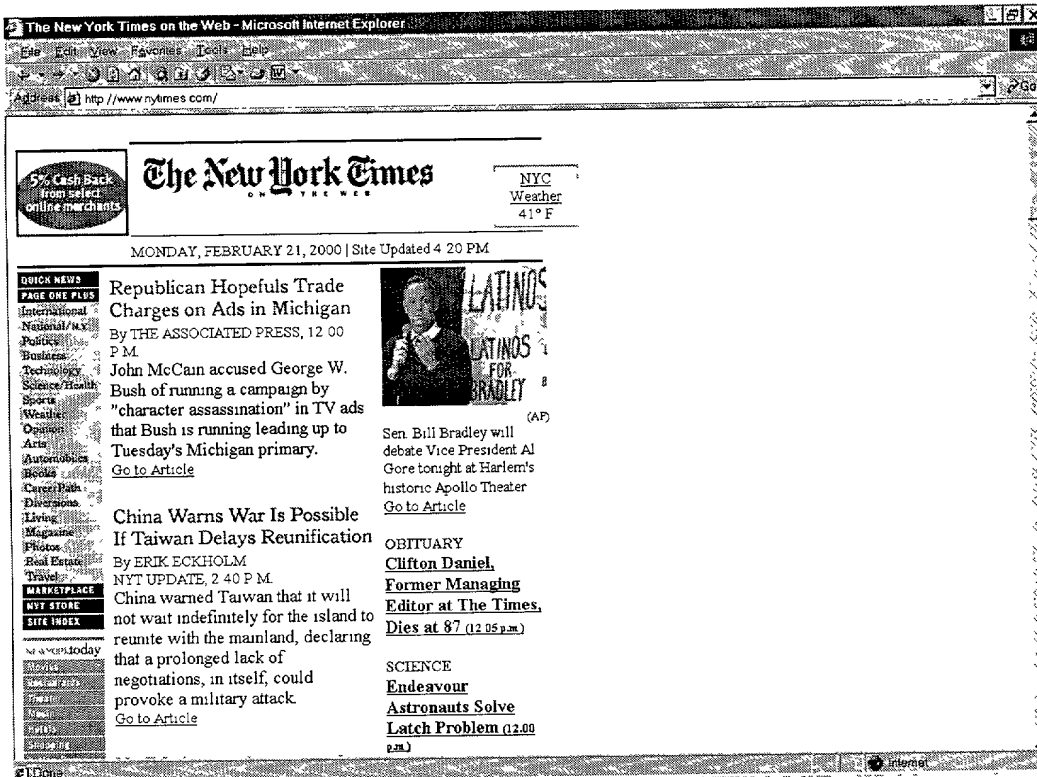 The New York Times on the Web - Microsoft Internet Explorer
File Edit View Favorites Tools Help
Address http //www nytimes com/
Go
5% Cash Back
from select
online merchants
The New York Times
ON THE WEB
NYC
Weather
41° F
MONDAY, FEBRUARY 21, 2000 | Site Updated 4 20 PM
QUICK NEWS
PAGE ONE PLUS
International
National/N.Y.
Politics
Business
Technology
Science/Health
Sports
Weather
Opinion
Arts
Automobiles
Books
CareerPath
Diversions
Living
Magazine
Photos
Real Estate
Travel
MARKETPLACE
NYT STORE
SITE INDEX
today
Movies
Restaurants
Music
Hotels
Shopping
Republican Hopefuls Trade
Charges on Ads in Michigan
By THE ASSOCIATED PRESS, 12 00
P M.
John McCain accused George W.
Bush of running a campaign by
"character assassination" in TV ads
that Bush is running leading up to
Tuesday's Michigan primary.
Go to Article
China Warns War Is Possible
If Taiwan Delays Reunification
By ERIK ECKHOLM
NYT UPDATE, 2 40 P M.
China warned Taiwan that it will
not wait indefinitely for the island to
reunite with the mainland, declaring
that a prolonged lack of
negotiations, in itself, could
provoke a military attack
Go to Article
LATINOS
LATINOS
FOR
BRADLEY
(AP)
Sen Bill Bradley will
debate Vice President Al
Gore tonight at Harlem's
historic Apollo Theater
Go to Article
OBITUARY
Clifton Daniel,
Former Managing
Editor at The Times,
Dies at 87 (12 05 p.m.)
SCIENCE
Endeavour
Astronauts Solve
Latch Problem (12.00
p.m.)
Done
Internet